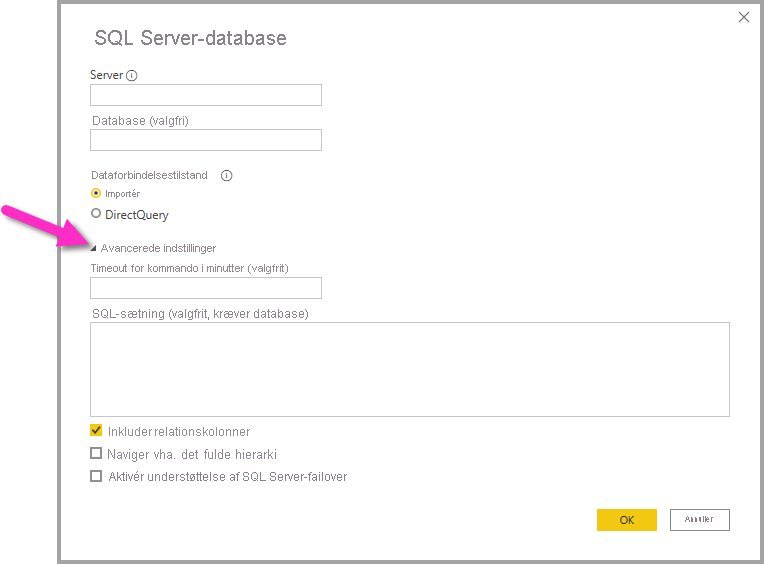 SQL Server-database
Server
Database (valgfri)
Dataforbindelsestilstand
Importér
DirectQuery
Avancerede indstillinger
Timeout for kommando i minutter (valgfrit)
SQL-sætning (valgfrit, kræver database)
Inkluder relationskolonner
Naviger vha. det fulde hierarki
Aktivér understøttelse af SQL Server-failover
OK
Annuller